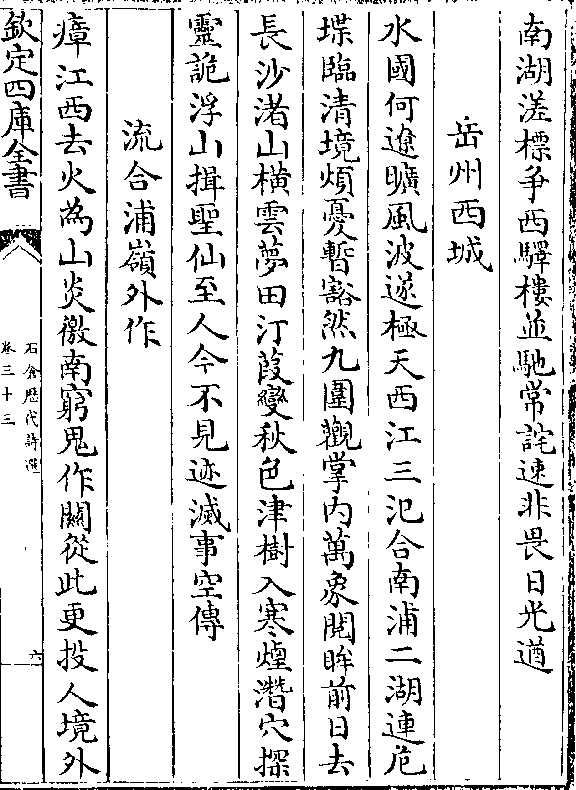 南湖差標争西驛樓並馳常詫速非畏日光遒
岳州西城
水國何遼曠風波遂極天西江三汜合南浦二湖連危
堞臨清境煩憂暫豁然九圍觀掌内萬象閱眸前日去
長沙渚山橫雲夢田汀葭變秋色津樹入寒煙潛穴探
靈詭浮山揖聖仙至人今不見迹滅事空傳
流合浦嶺外作
瘴江西去火為山炎徼南窮鬼作關從此更投人境外
欽定四庫全書
石倉歴代詩選
卷三十三
六